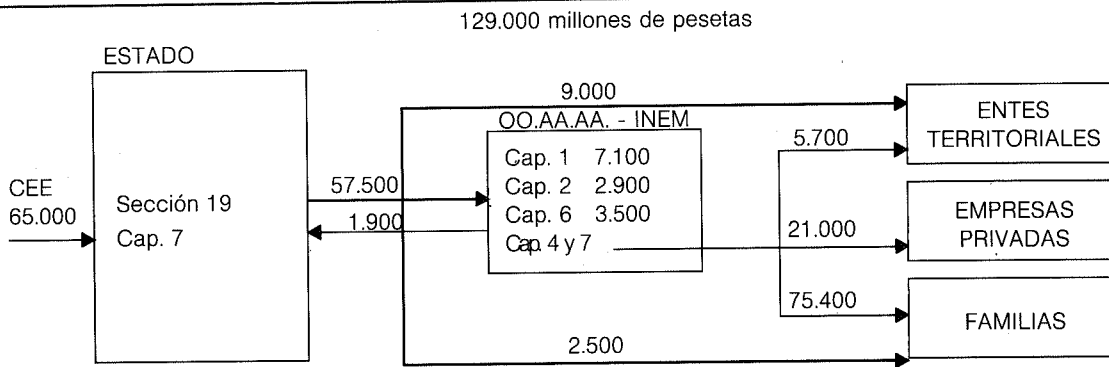 129.000 millones de pesetas
ESTADO
9.000
OO.AA.AA. - INEM
ENTES
TERRITORIALES
5.700
Cap. 1 7.100
Cap. 2 2.900
Cap. 6 3.500
Cap. 4 y 7
CEE
65.000
Sección 19
Cap. 7
57.500
1.900
EMPRESAS
PRIVADAS
21.000
75.400
FAMILIAS
2.500